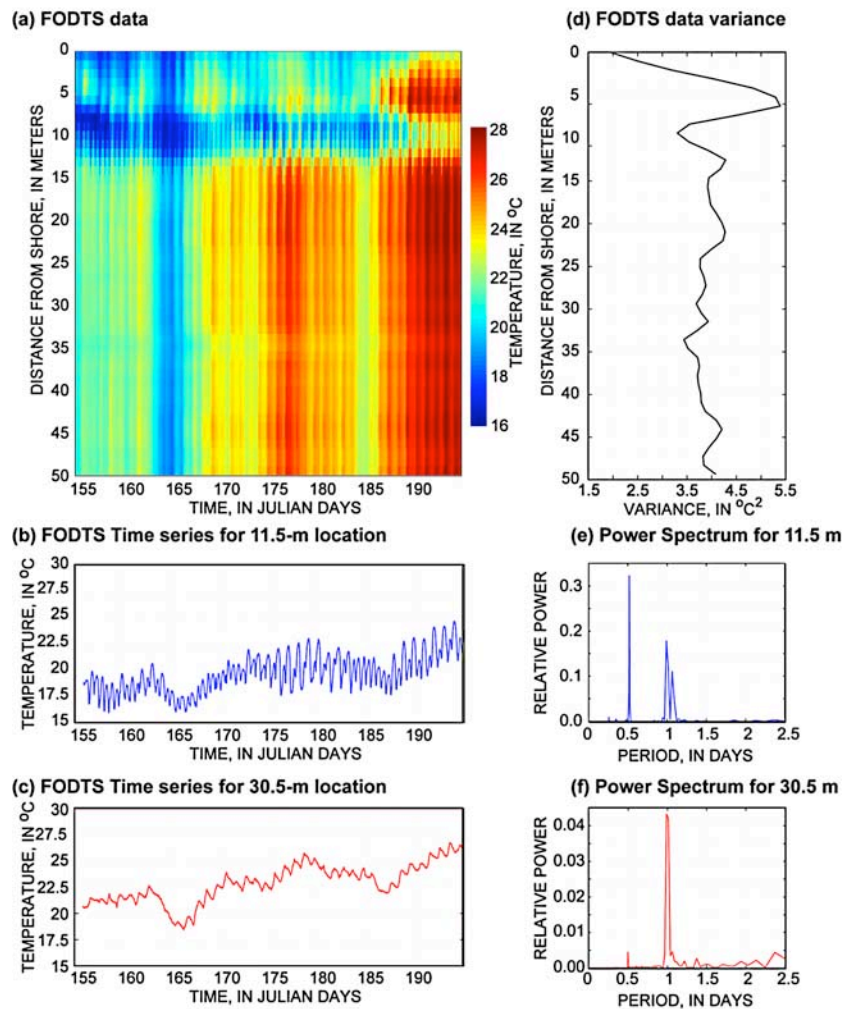 (a) FODTS data
DISTANCE FROM SHORE, IN METERS
0
5
10
15
20
25
30
35
40
45
50
155 160 165 170 175 180 185 190
TIME, IN JULIAN DAYS
28
26
24
22
20
18
16
TEMPERATURE, IN °C
(d) FODTS data variance
DISTANCE FROM SHORE, IN METERS
0
5
10
15
20
25
30
35
40
45
50
1.5 2.5 3.5 4.5 5.5
VARIANCE, IN °C²
(b) FODTS Time series for 11.5-m location
TEMPERATURE, IN °C
30
27.5
25
22.5
20
17.5
15
155 160 165 170 175 180 185 190
TIME, IN JULIAN DAYS
(e) Power Spectrum for 11.5 m
RELATIVE POWER
0.3
0.2
0.1
0.0
0 0.5 1 1.5 2.0 2.5
PERIOD, IN DAYS
(c) FODTS Time series for 30.5-m location
TEMPERATURE, IN °C
30
27.5
25
22.5
20
17.5
15
155 160 165 170 175 180 185 190
TIME, IN JULIAN DAYS
(f) Power Spectrum for 30.5 m
RELATIVE POWER
0.04
0.03
0.02
0.01
0.00
0 0.5 1 1.5 2.0 2.5
PERIOD, IN DAYS